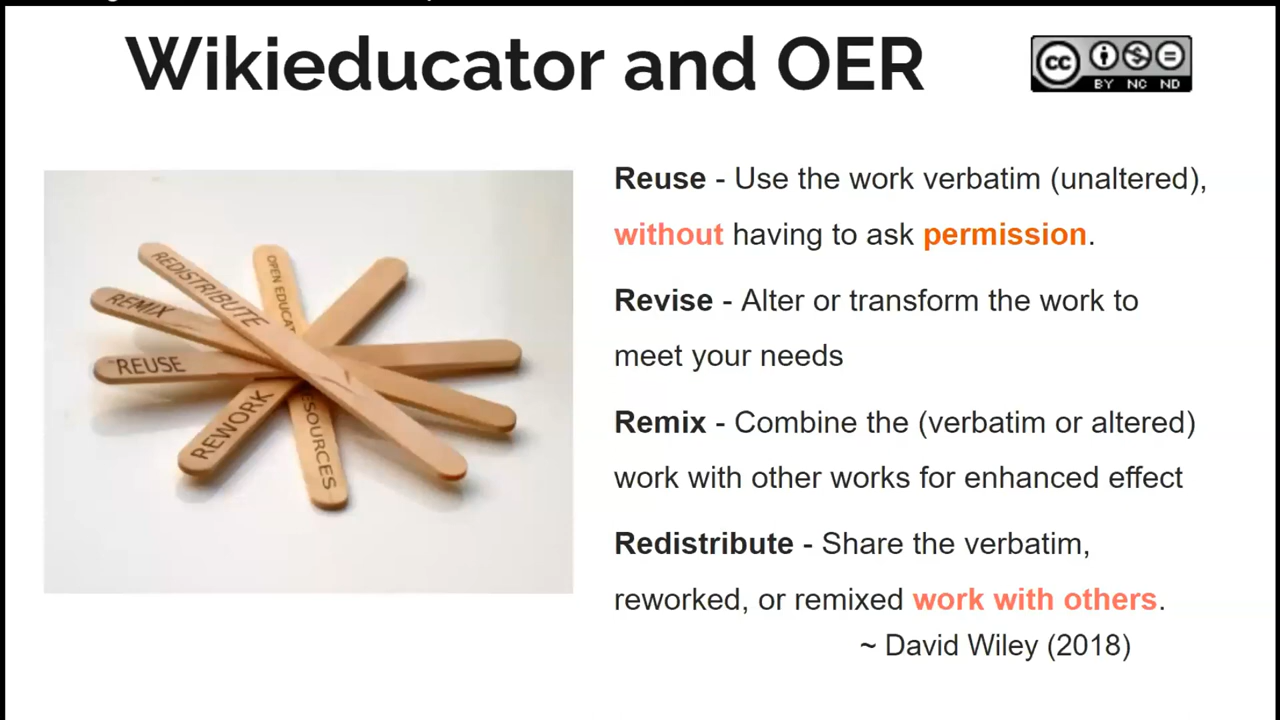 Wikieducator and OER
cc
BY NC ND
Reuse - Use the work verbatim (unaltered),
without having to ask permission.
Revise - Alter or transform the work to
meet your needs
Remix - Combine the (verbatim or altered)
work with other works for enhanced effect
Redistribute - Share the verbatim,
reworked, or remixed work with others.
~ David Wiley (2018)
REDISTRIBUTE
OPEN EDUCAT
REMIX
REUSE
REWORK
ESOURCES